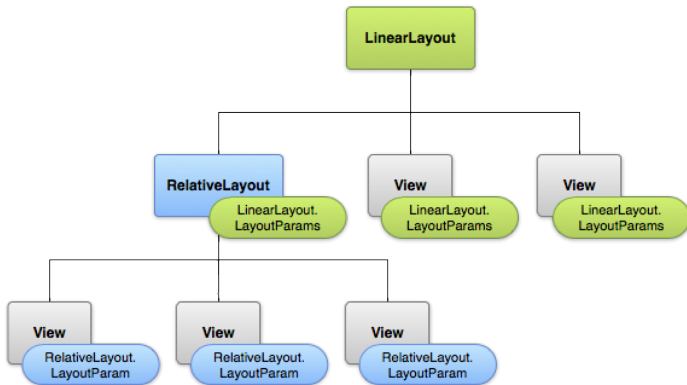 LinearLayout
RelativeLayout
LinearLayout.
LayoutParams
View
LinearLayout.
LayoutParams
View
LinearLayout.
LayoutParams
View
RelativeLayout.
LayoutParam
View
RelativeLayout.
LayoutParam
View
RelativeLayout.
LayoutParam